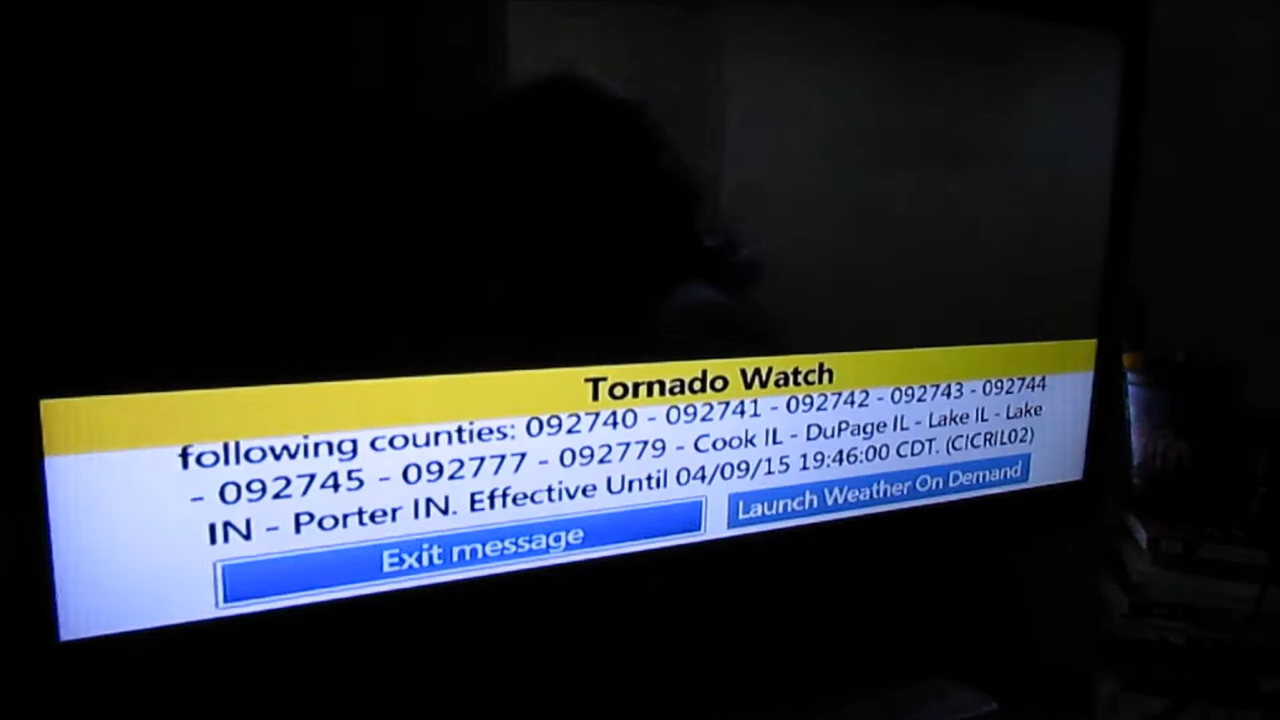 Tornado Watch
following counties: 092740 - 092741 - 092742 - 092743 - 092744
- 092745 - 092777 - 092779 - Cook IL - DuPage IL - Lake IL - Lake
IN - Porter IN. Effective Until 04/09/15 19:46:00 CDT. (CICRIL02)
Exit message
Launch Weather On Demand